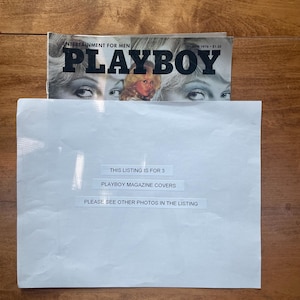 ENTERTAINMENT FOR MEN
PLAYBOY
THIS LISTING IS FOR 3
PLAYBOY MAGAZINE COVERS
PLEASE SEE OTHER PHOTOS IN THE LISTING